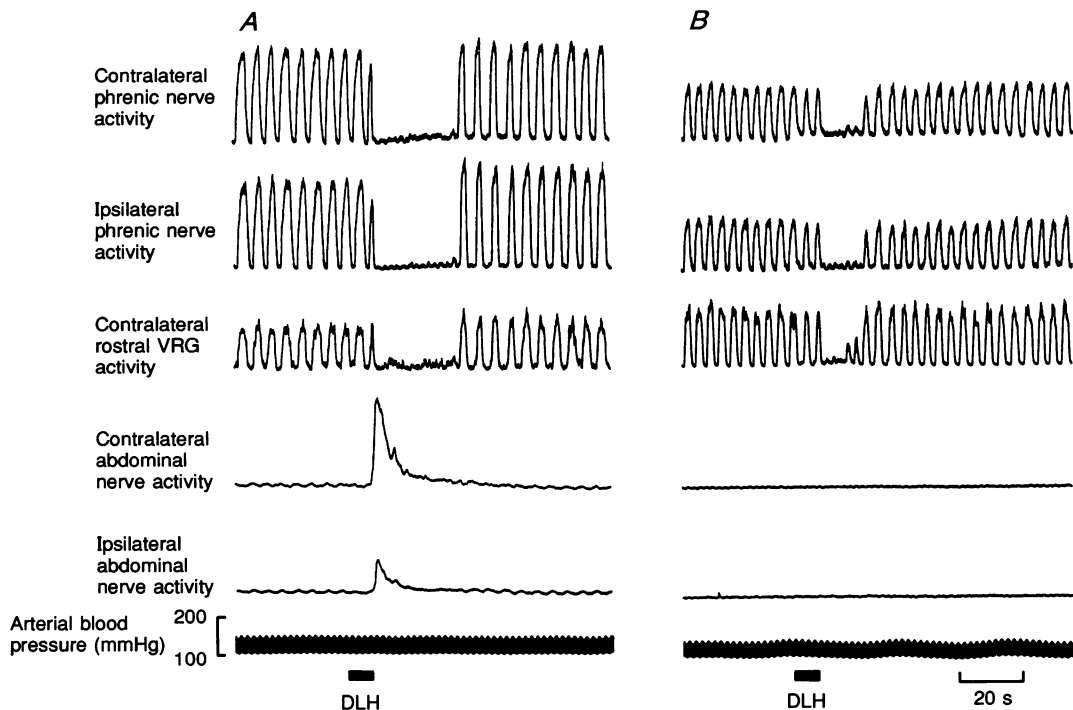 A
B
Contralateral
phrenic nerve
activity
Ipsilateral
phrenic nerve
activity
Contralateral
rostral VRG
activity
Contralateral
abdominal
nerve activity
Ipsilateral
abdominal
nerve activity
Arterial blood
pressure (mmHg)
200
100
DLH
DLH
20 s